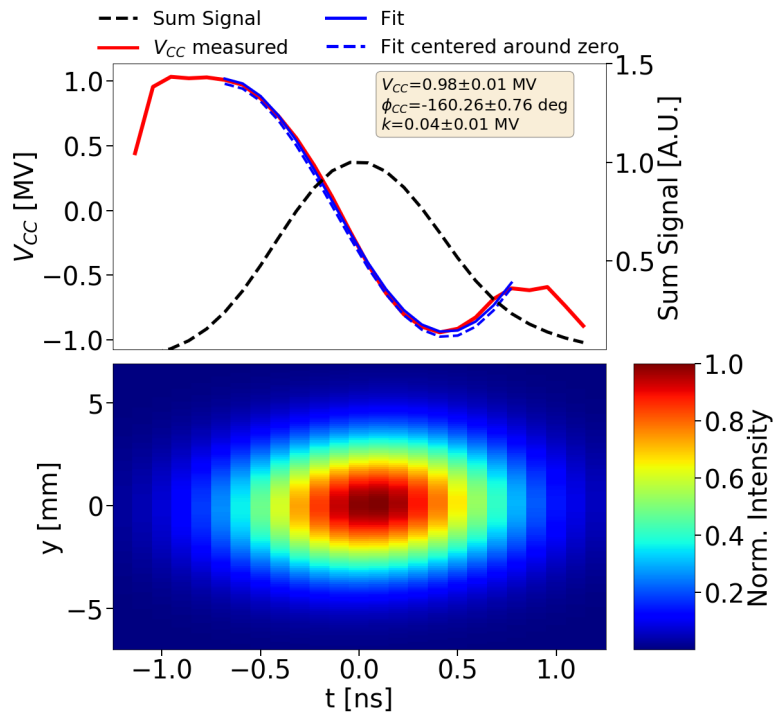 Sum Signal
Fit
V_CC measured
Fit centered around zero
V_CC=0.98±0.01 MV
ϕ_CC=-160.26±0.76 deg
k=0.04±0.01 MV
V_CC [MV]
1.0
0.5
0.0
−0.5
−1.0
1.5
1.0
0.5
Sum Signal [A.U.]
y [mm]
5
0
−5
−1.0
−0.5
0.0
0.5
1.0
t [ns]
1.0
0.8
0.6
0.4
0.2
Norm. Intensity